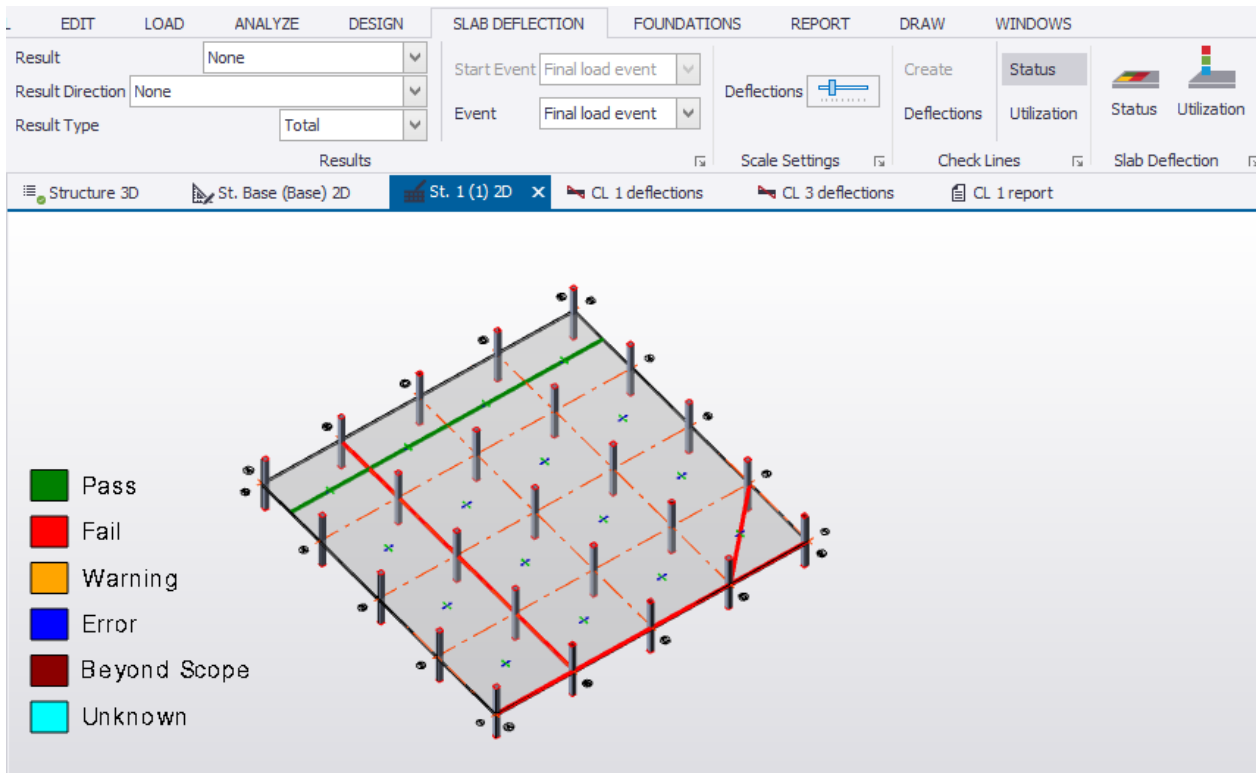 L EDIT LOAD ANALYZE DESIGN SLAB DEFLECTION FOUNDATIONS REPORT DRAW WINDOWS
Result None
Result Direction None
Result Type Total
Results
Start Event Final load event
Event Final load event
Deflections
Scale Settings
Create
Deflections
Status
Utilization
Check Lines
Status Utilization
Slab Deflection
Structure 3D St. Base (Base) 2D St. 1 (1) 2D CL 1 deflections CL 3 deflections CL 1 report
Pass
Fail
Warning
Error
Beyond Scope
Unknown